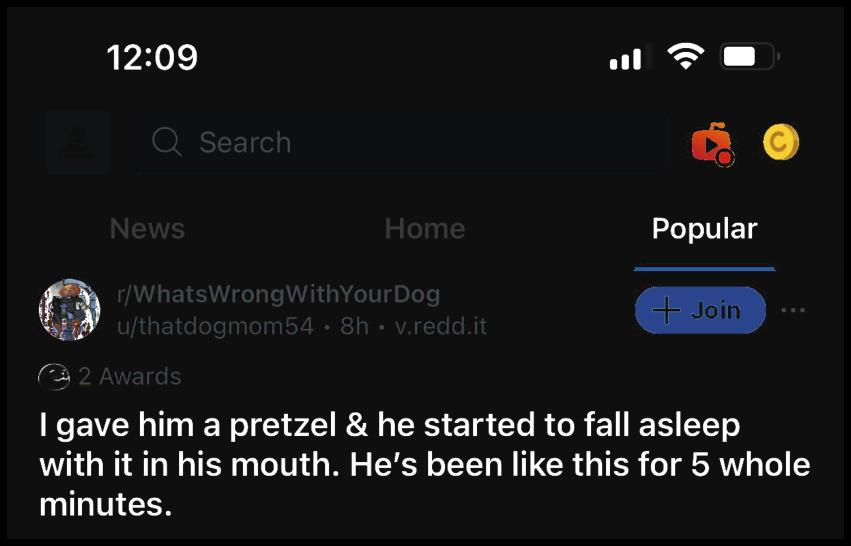 12:09
Search
C
News Home Popular
r/WhatsWrongWithYourDog
u/thatdogmom54 • 8h • v.redd.it
+ Join ...
2 Awards
I gave him a pretzel & he started to fall asleep
with it in his mouth. He's been like this for 5 whole
minutes.